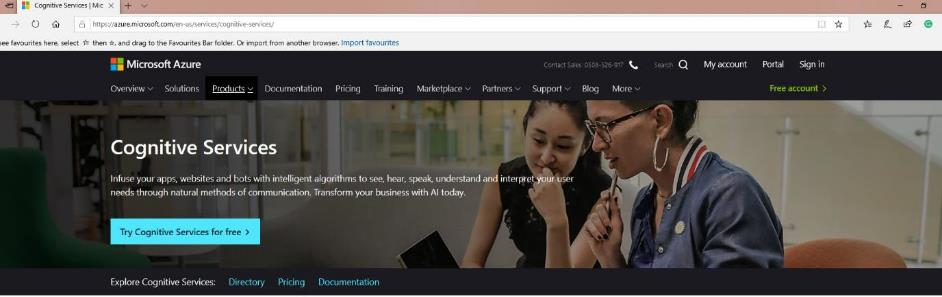 Cognitive Services | Mic
https://azure.microsoft.com/en-us/services/cognitive-services/
see favourites here, select then, and drag to the Favourites Bar folder. Or import from another browser. Import favourites
Microsoft Azure
Contact Sales: 0508-526-917 Search My account Portal Sign in
Overview Solutions Products Documentation Pricing Training Marketplace Partners Support Blog More Free account >
Cognitive Services
Infuse your apps, websites and bots with intelligent algorithms to see, hear, speak, understand and interpret your user
needs through natural methods of communication. Transform your business with AI today.
Try Cognitive Services for free >
Explore Cognitive Services: Directory Pricing Documentation